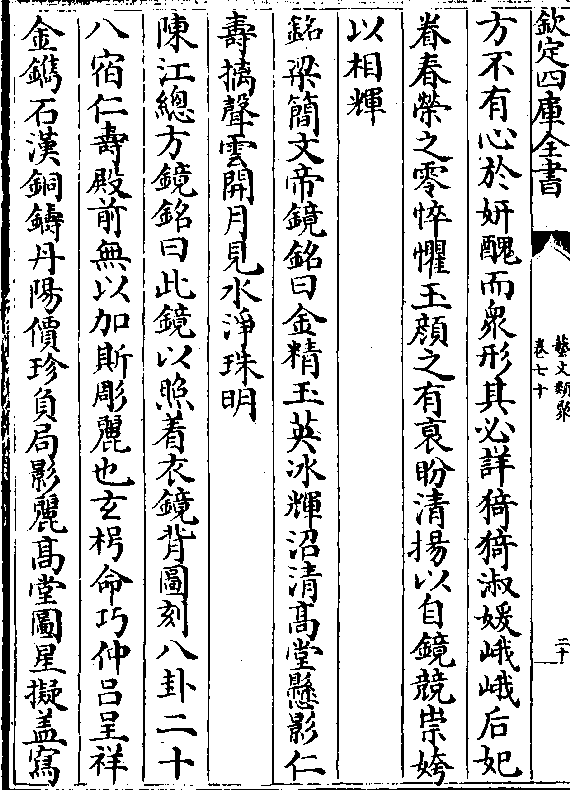 欽定四庫全書
藝文類聚
卷七十
二十
方不有心於妍醜而衆形其必詳猗猗淑媛峨峨后妃
眷春榮之零悴懼玉顔之有衰盼清揚以自鏡競崇姱
以相輝
銘梁簡文帝鏡銘曰金精玉英冰輝沼清高堂懸影仁
壽摛聲雲開月見水淨珠明
陳江總方鏡銘曰此鏡以照着衣鏡背圖刻八卦二十
八宿仁壽殿前無以加斯彫麗也玄枵命巧仲吕呈祥
金鐫石漢銅鑄丹陽價珍負局影麗高堂圖星擬盖寫